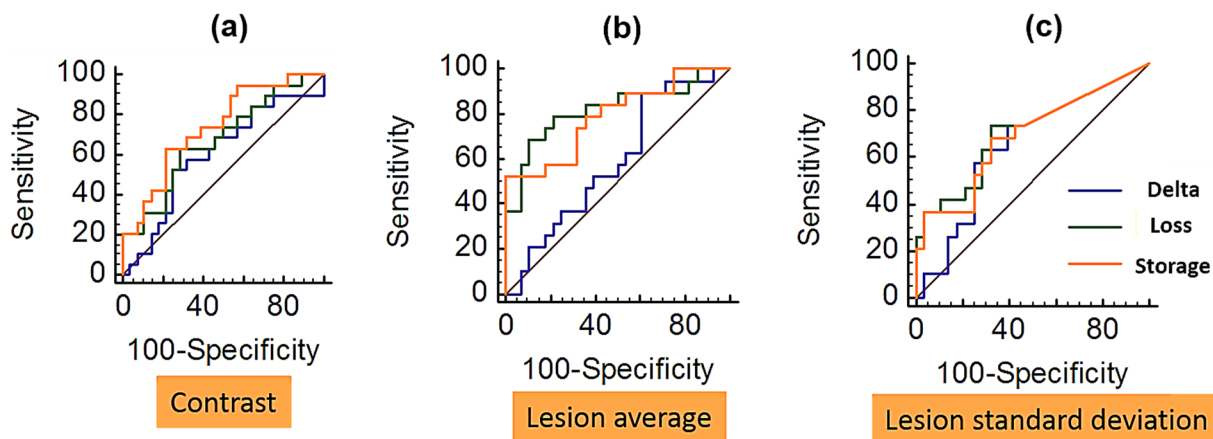 (a)
100
80
60
40
20
0
Sensitivity
0 40 80
100-Specificity
Contrast
(b)
100
80
60
40
20
0
Sensitivity
0 40 80
100-Specificity
Lesion average
(c)
100
80
60
40
20
0
Sensitivity
0 40 80
100-Specificity
Lesion standard deviation
Delta
Loss
Storage